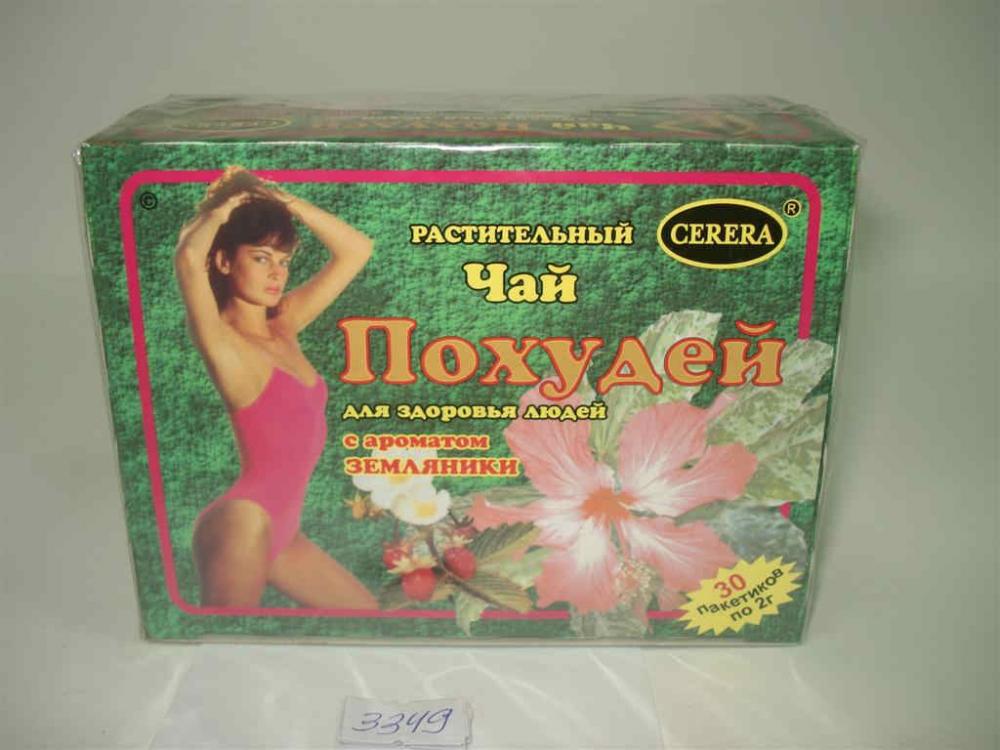 ©
РАСТИТЕЛЬНЫЙ
CERERA ®
Чай
Похудей
для здоровья людей
с ароматом
ЗЕМЛЯНИКИ
30
пакетиков
по 2г
3349